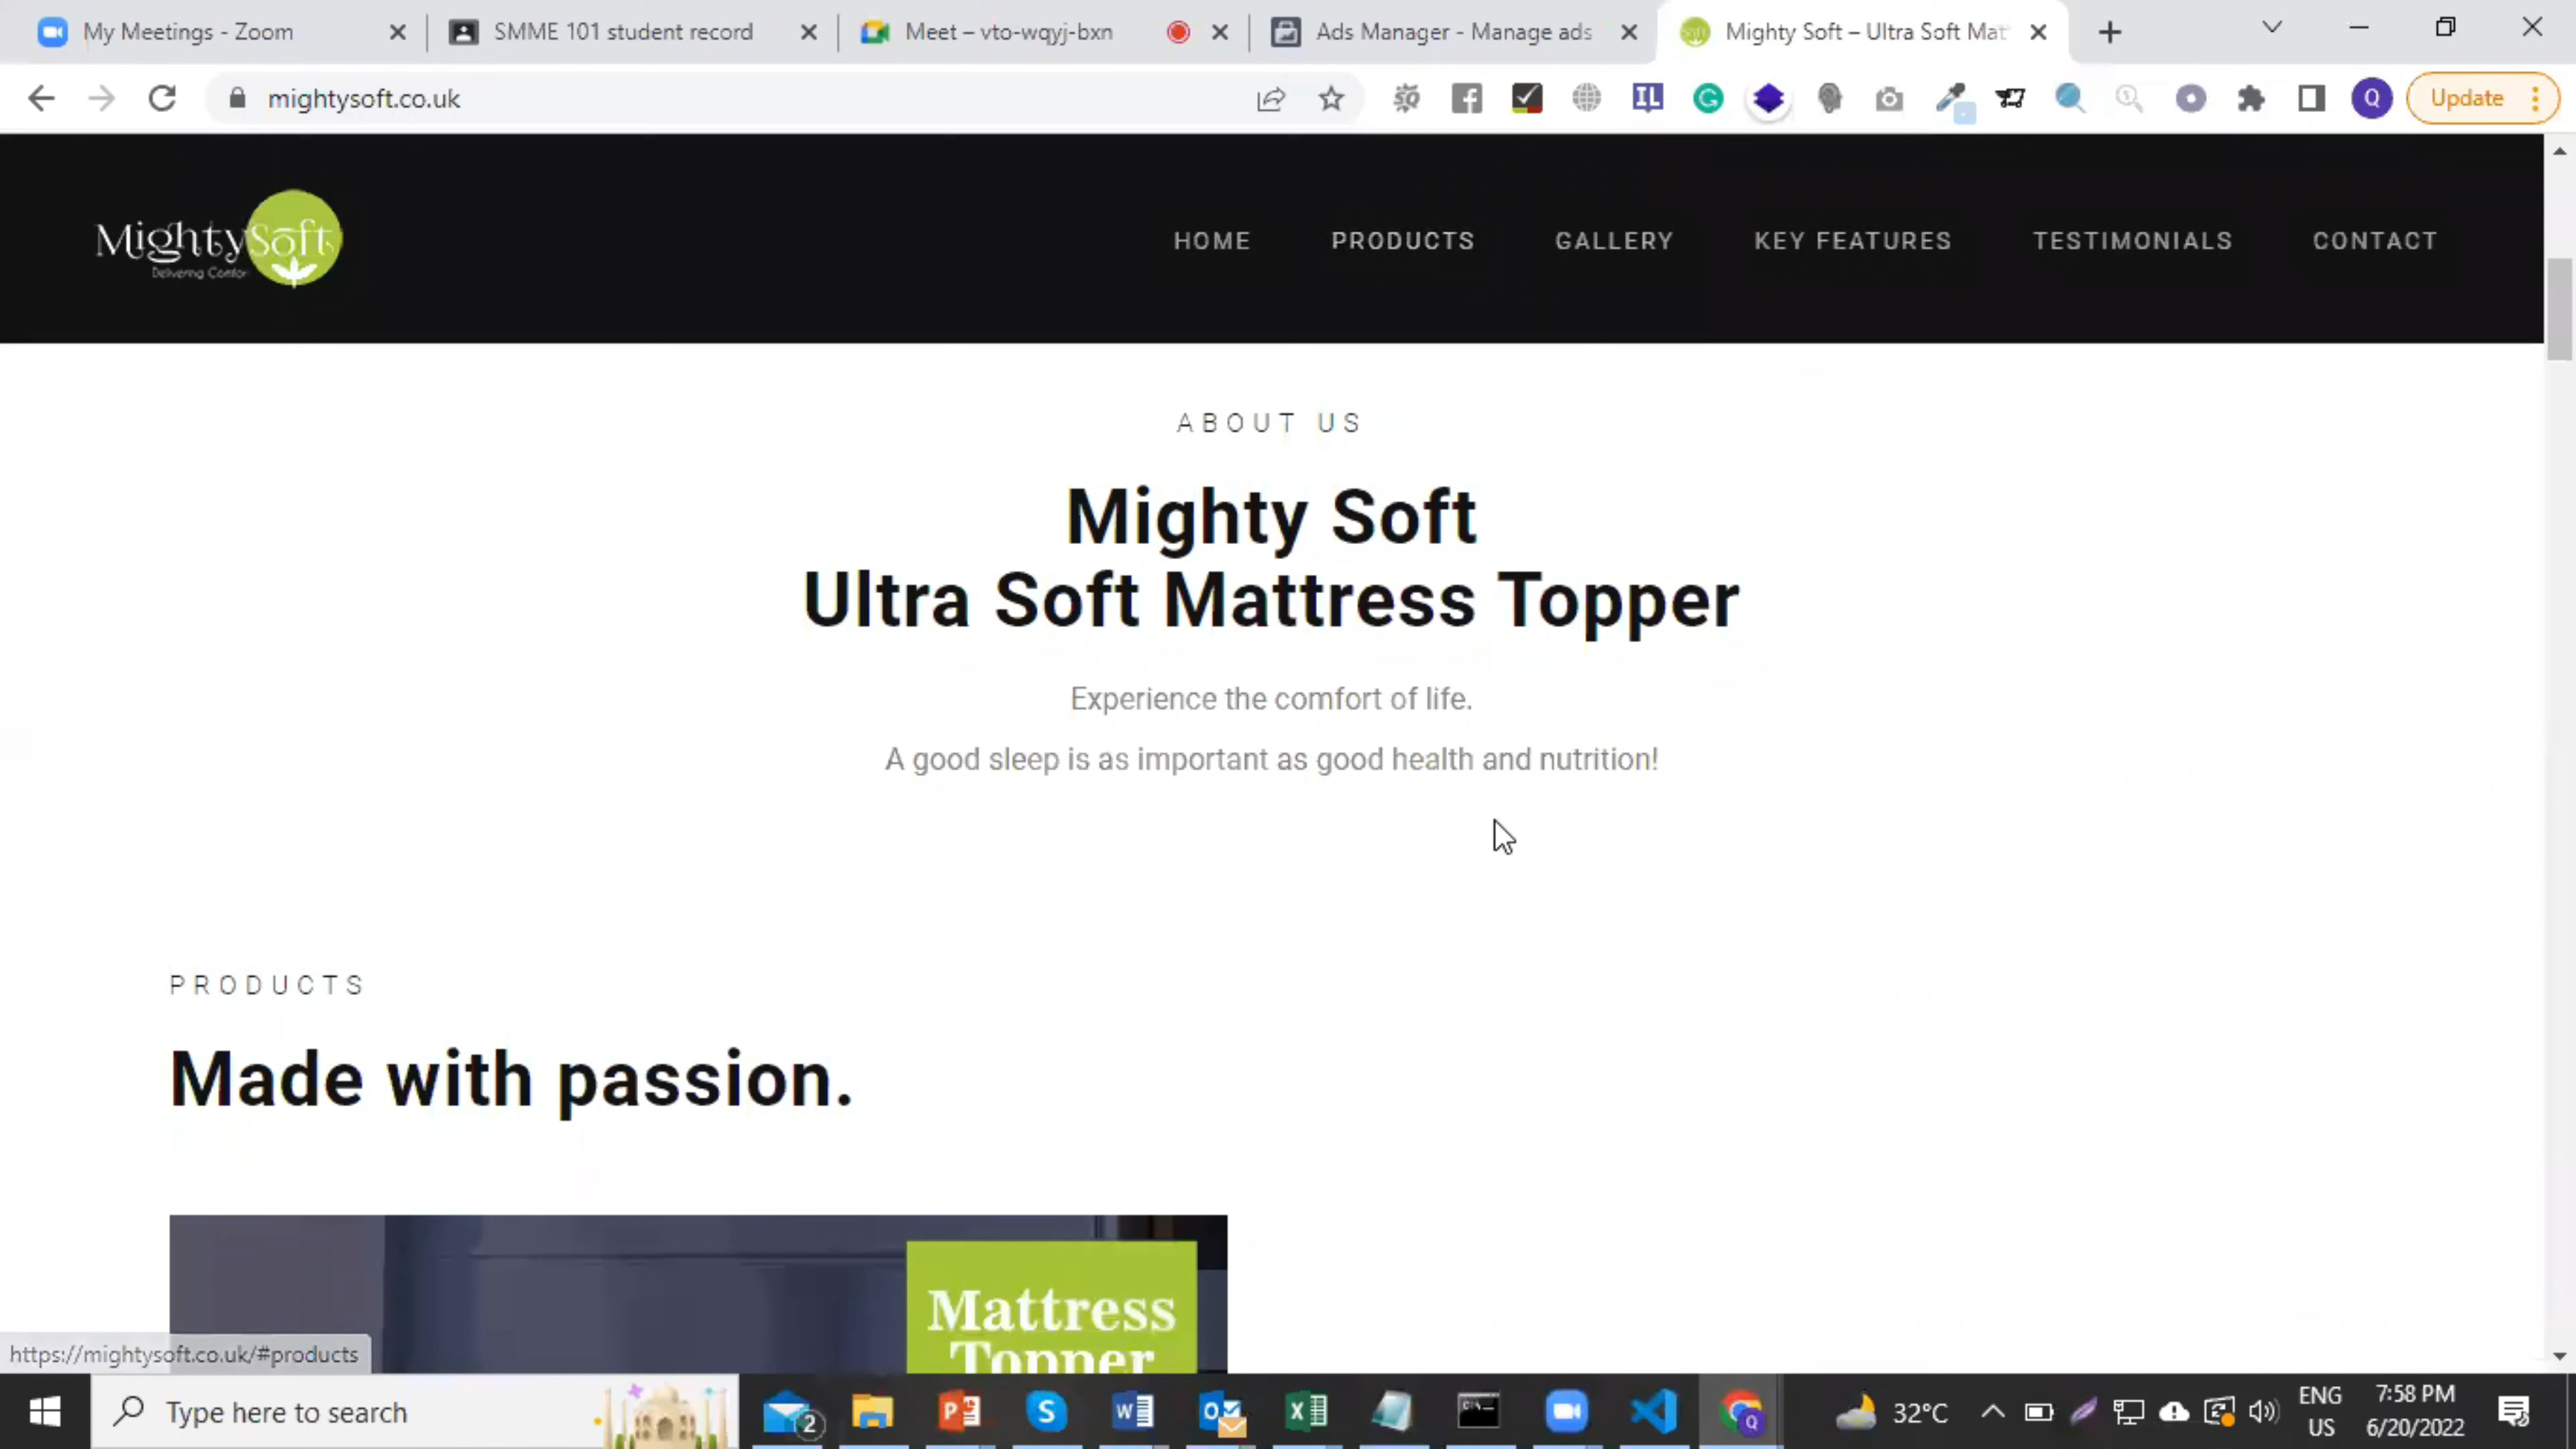 My Meetings - Zoom
SMME 101 student record
Meet – vto-wqyj-bxn
Ads Manager - Manage ads
Mighty Soft – Ultra Soft Mat
mightysoft.co.uk
Update
MightySoft
Delivering Comfor
HOME
PRODUCTS
GALLERY
KEY FEATURES
TESTIMONIALS
CONTACT
ABOUT US
Mighty Soft
Ultra Soft Mattress Topper
Experience the comfort of life.
A good sleep is as important as good health and nutrition!
PRODUCTS
Made with passion.
Mattress
Topper
https://mightysoft.co.uk/#products
Type here to search
2
32°C
ENG
US
7:58 PM
6/20/2022